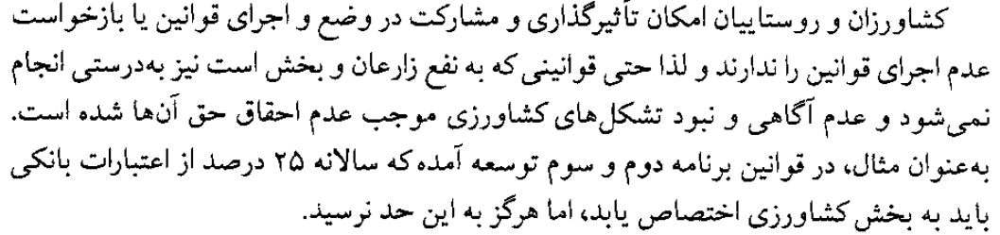 کشاورزان و روستاییان امکان تأثیرگذاری و مشارکت در وضع و اجرای قوانین یا بازخواست
عدم اجرای قوانین را ندارند و لذا حتی قوانینی که به نفع زارعان و بخش است نیز به‌درستی انجام
نمی‌شود و عدم آگاهی و نبود تشکل‌های کشاورزی موجب عدم احقاق حق آن‌ها شده است.
به‌عنوان مثال، در قوانین برنامه دوم و سوم توسعه آمده که سالانه ۲۵ درصد از اعتبارات بانکی
باید به بخش کشاورزی اختصاص یابد، اما هرگز به این حد نرسید.